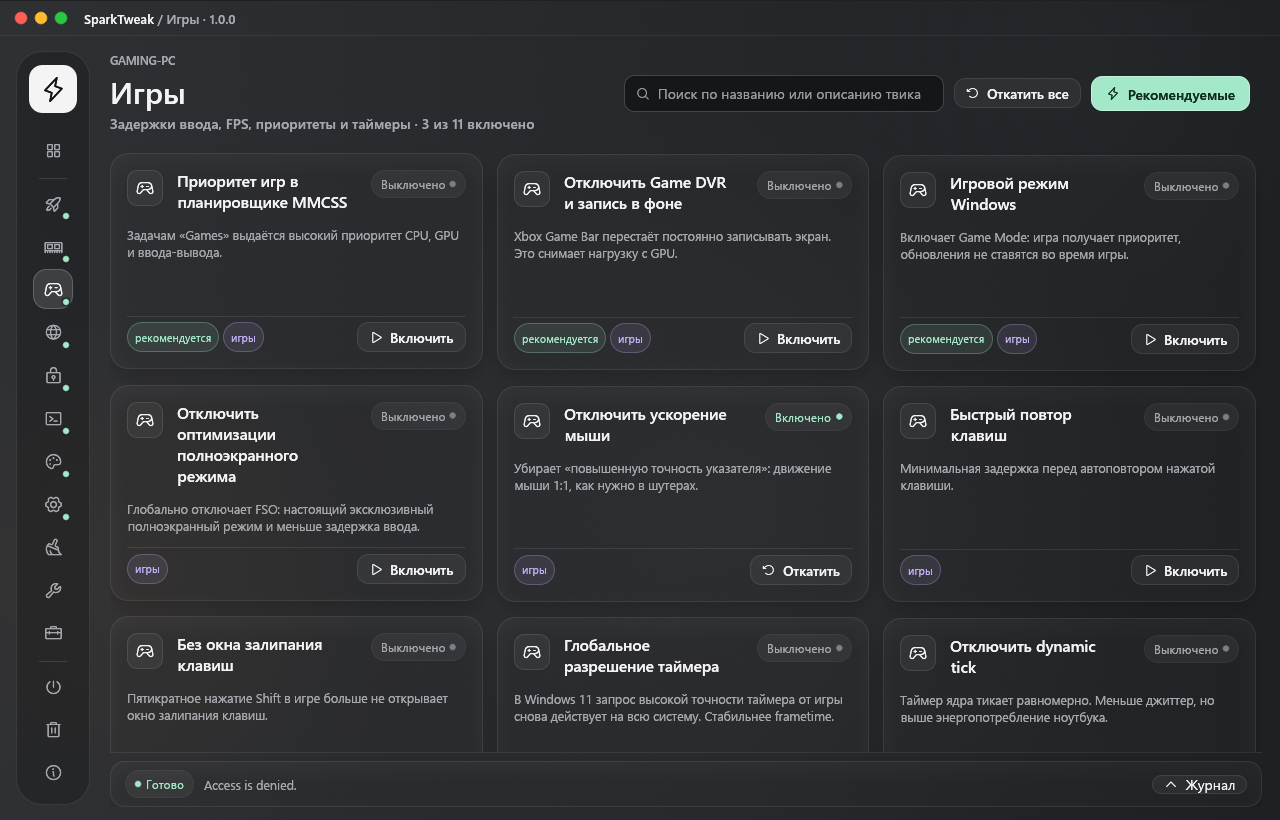 SparkTweak / Игры · 1.0.0
GAMING-PC
Игры
Задержки ввода, FPS, приоритеты и таймеры · 3 из 11 включено
Поиск по названию или описанию твика
Откатить все
Рекомендуемые
Приоритет игр в
планировщике MMCSS
Выключено
Задачам «Games» выдаётся высокий приоритет CPU, GPU
и ввода-вывода.
рекомендуется
игры
Включить
Отключить Game DVR
и запись в фоне
Выключено
Xbox Game Bar перестаёт постоянно записывать экран.
Это снимает нагрузку с GPU.
рекомендуется
игры
Включить
Игровой режим
Windows
Выключено
Включает Game Mode: игра получает приоритет,
обновления не ставятся во время игры.
рекомендуется
игры
Включить
Отключить
оптимизации
полноэкранного
режима
Выключено
Глобально отключает FSO: настоящий эксклюзивный
полноэкранный режим и меньше задержка ввода.
игры
Включить
Отключить ускорение
мыши
Включено
Убирает «повышенную точность указателя»: движение
мыши 1:1, как нужно в шутерах.
игры
Откатить
Быстрый повтор
клавиш
Выключено
Минимальная задержка перед автоповтором нажатой
клавиши.
игры
Включить
Без окна залипания
клавиш
Выключено
Пятикратное нажатие Shift в игре больше не открывает
окно залипания клавиш.
Глобальное
разрешение таймера
Выключено
В Windows 11 запрос высокой точности таймера от игры
снова действует на всю систему. Стабильнее frametime.
Отключить dynamic
tick
Выключено
Таймер ядра тикает равномерно. Меньше джиттер, но
выше энергопотребление ноутбука.
Готово
Access is denied.
Журнал